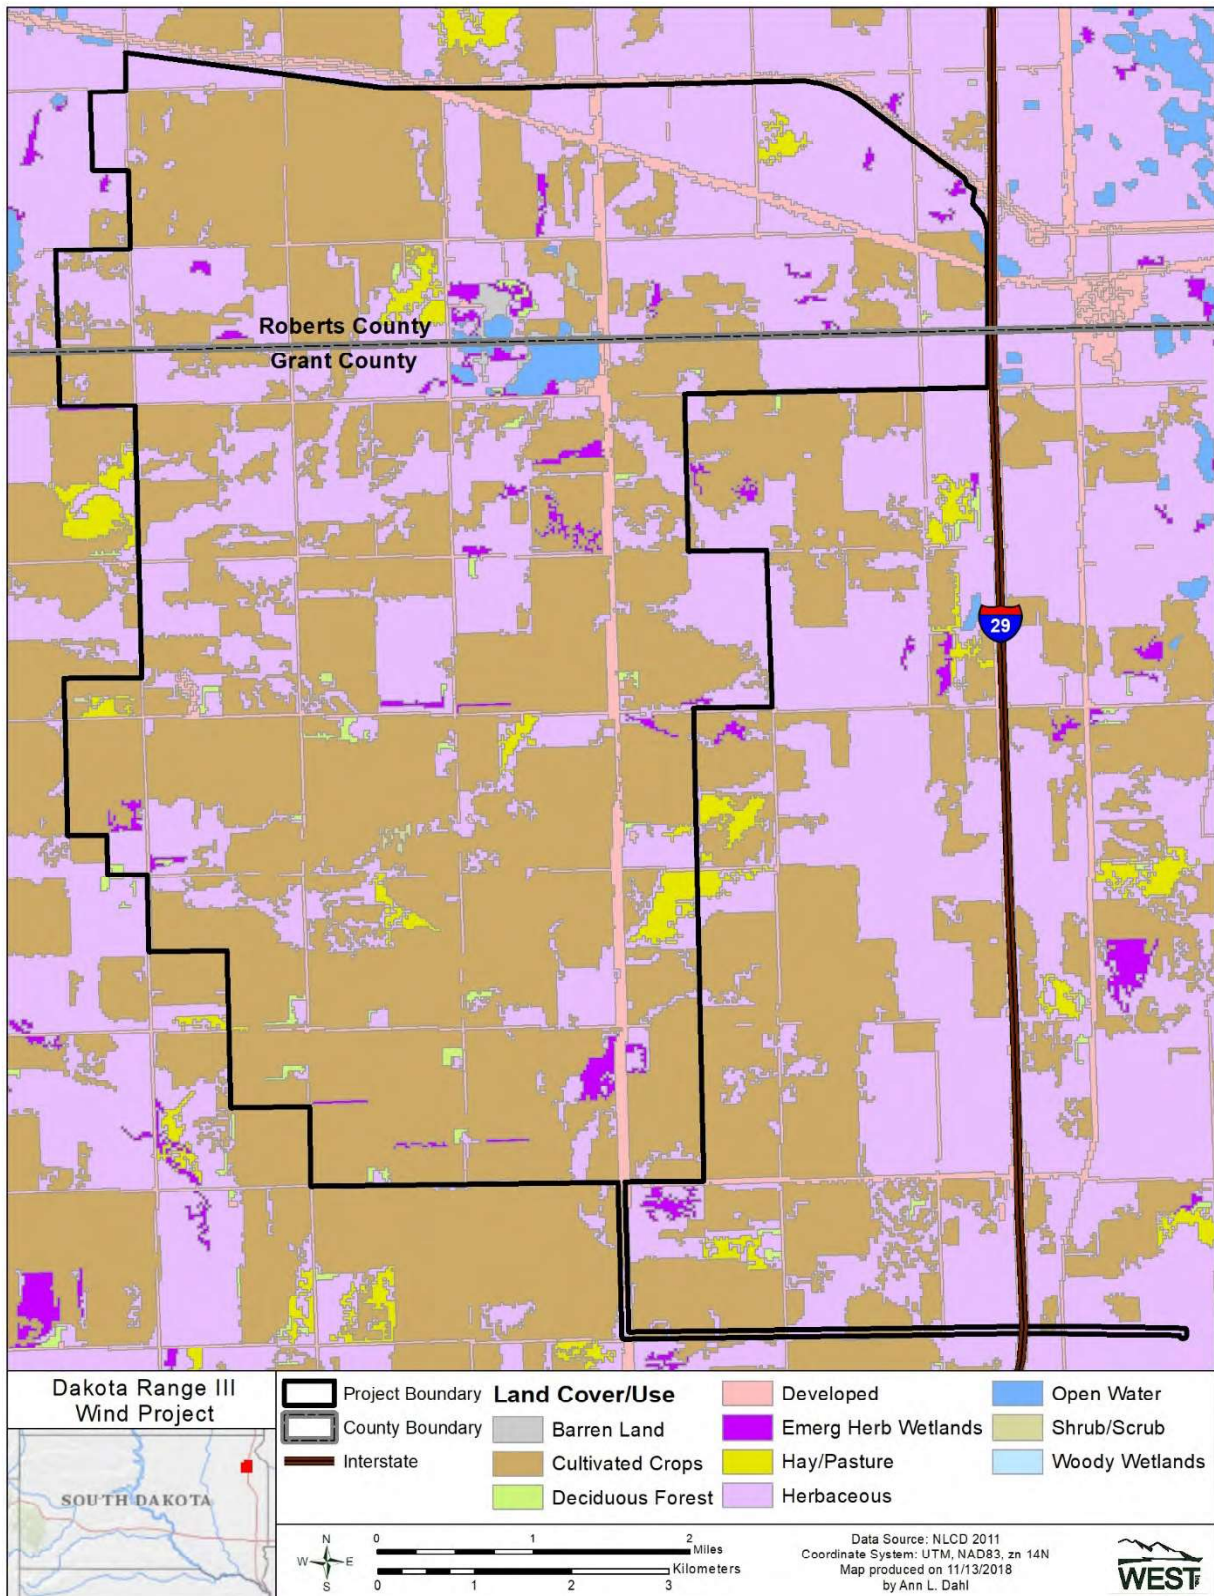 Roberts County
Grant County
29
Dakota Range III
Wind Project
SOUTH DAKOTA
Project Boundary
County Boundary
Interstate
Land Cover/Use
Barren Land
Cultivated Crops
Deciduous Forest
Developed
Emerg Herb Wetlands
Hay/Pasture
Herbaceous
Open Water
Shrub/Scrub
Woody Wetlands
N
W E
S
0 1 2
Miles
Kilometers
0 1 2 3
Data Source: NLCD 2011
Coordinate System: UTM, NAD83, zn 14N
Map produced on 11/13/2018
by Ann L. Dahl
WEST